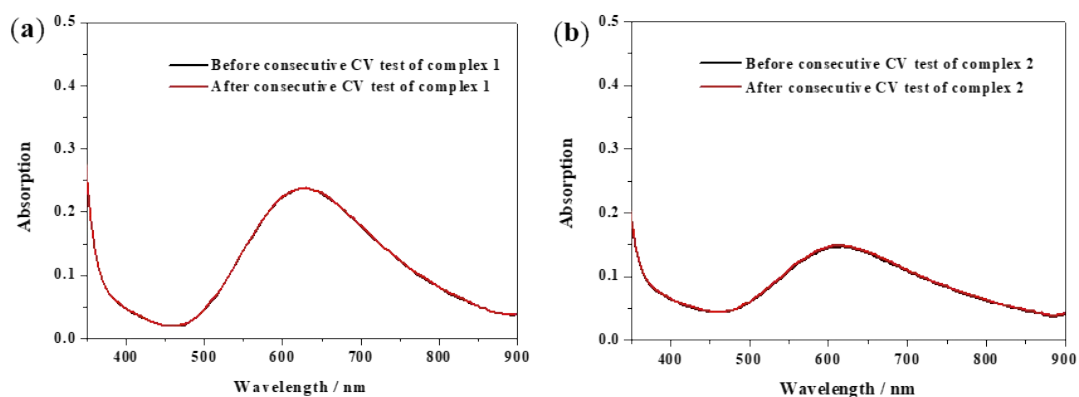 (a)
0.5
0.4
0.3
0.2
0.1
0.0
Absorption
Before consecutive CV test of complex 1
After consecutive CV test of complex 1
400
500
600
700
800
900
Wavelength / nm
(b)
0.5
0.4
0.3
0.2
0.1
0.0
Absorption
Before consecutive CV test of complex 2
After consecutive CV test of complex 2
400
500
600
700
800
900
Wavelength / nm